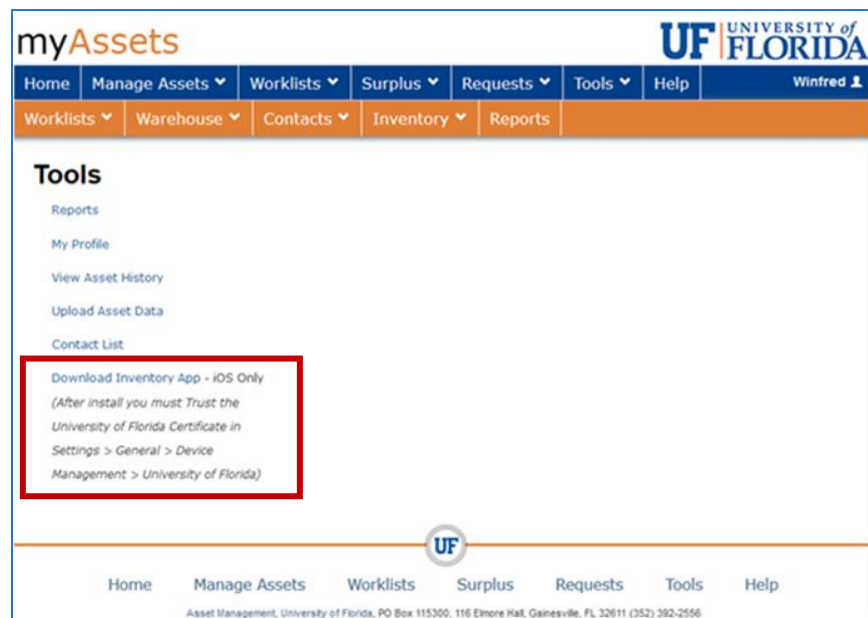 myAssets
UF UNIVERSITY of FLORIDA
Home Manage Assets Worklists Surplus Requests Tools Help Winfred
Worklists Warehouse Contacts Inventory Reports
Tools
Reports
My Profile
View Asset History
Upload Asset Data
Contact List
Download Inventory App - iOS Only
(After install you must Trust the
University of Florida Certificate in
Settings > General > Device
Management > University of Florida)
UF
Home Manage Assets Worklists Surplus Requests Tools Help
Asset Management, University of Florida, PO Box 115300, 116 Elmore Hall, Gainesville, FL 32611 (352) 392-2556